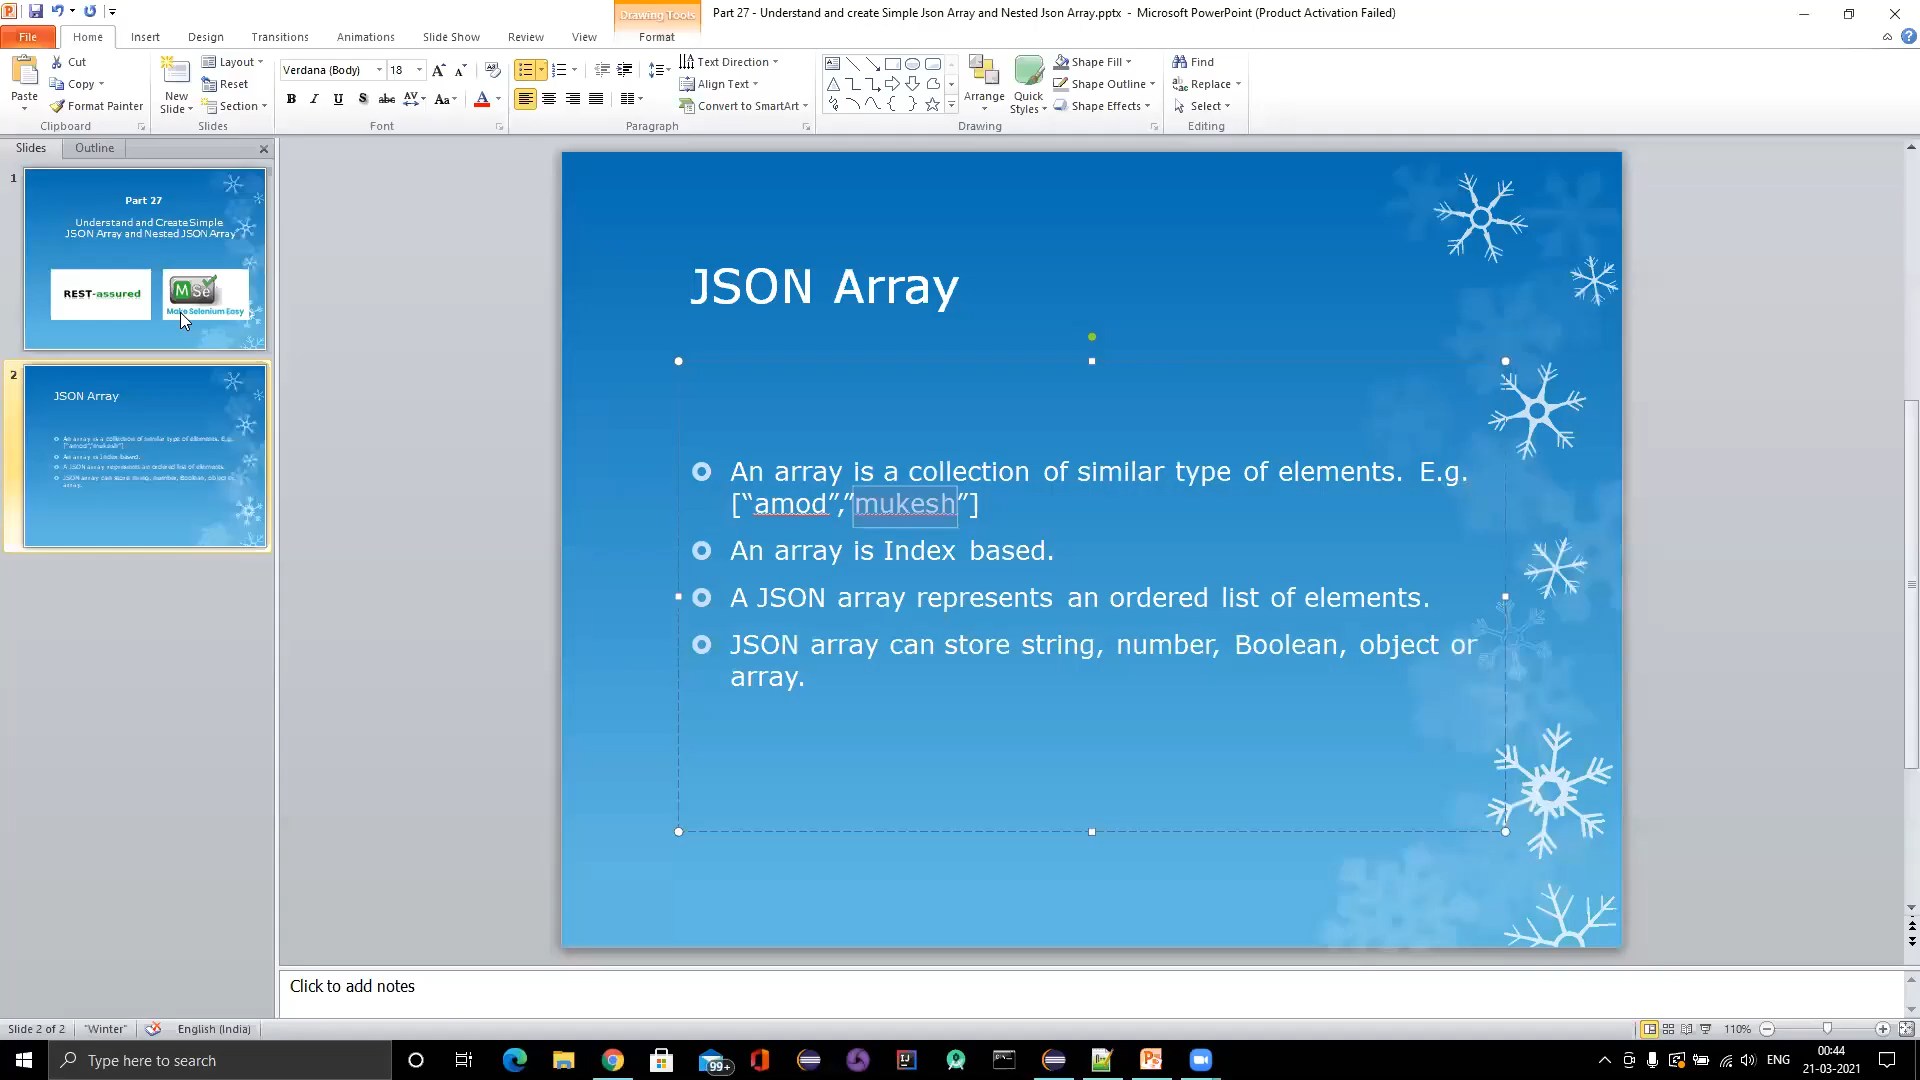 Drawing Tools
Part 27 - Understand and create Simple Json Array and Nested Json Array.pptx - Microsoft PowerPoint (Product Activation Failed)
File Home Insert Design Transitions Animations Slide Show Review View Format
Paste
Cut
Copy
Format Painter
Clipboard
New Slide
Layout
Reset
Section
Slides
Verdana (Body) 18
B I U S abc AV Aa A
Font
Text Direction
Align Text
Convert to SmartArt
Paragraph
Arrange
Quick Styles
Shape Fill
Shape Outline
Shape Effects
Drawing
Find
Replace
Select
Editing
Slides Outline
1
Part 27
Understand and Create Simple
JSON Array and Nested JSON Array
REST-assured
MSe
Make Selenium Easy
2
JSON Array
An array is a collection of similar type of elements. E.g.
["amod","mukesh"]
An array is Index based.
A JSON array represents an ordered list of elements.
JSON array can store string, number, Boolean, object or
array.
JSON Array
An array is a collection of similar type of elements. E.g.
[“amod”,”mukesh”]
An array is Index based.
A JSON array represents an ordered list of elements.
JSON array can store string, number, Boolean, object or
array.
Click to add notes
Slide 2 of 2 "Winter" English (India) 110%
Type here to search
99+
ENG
00:44
21-03-2021